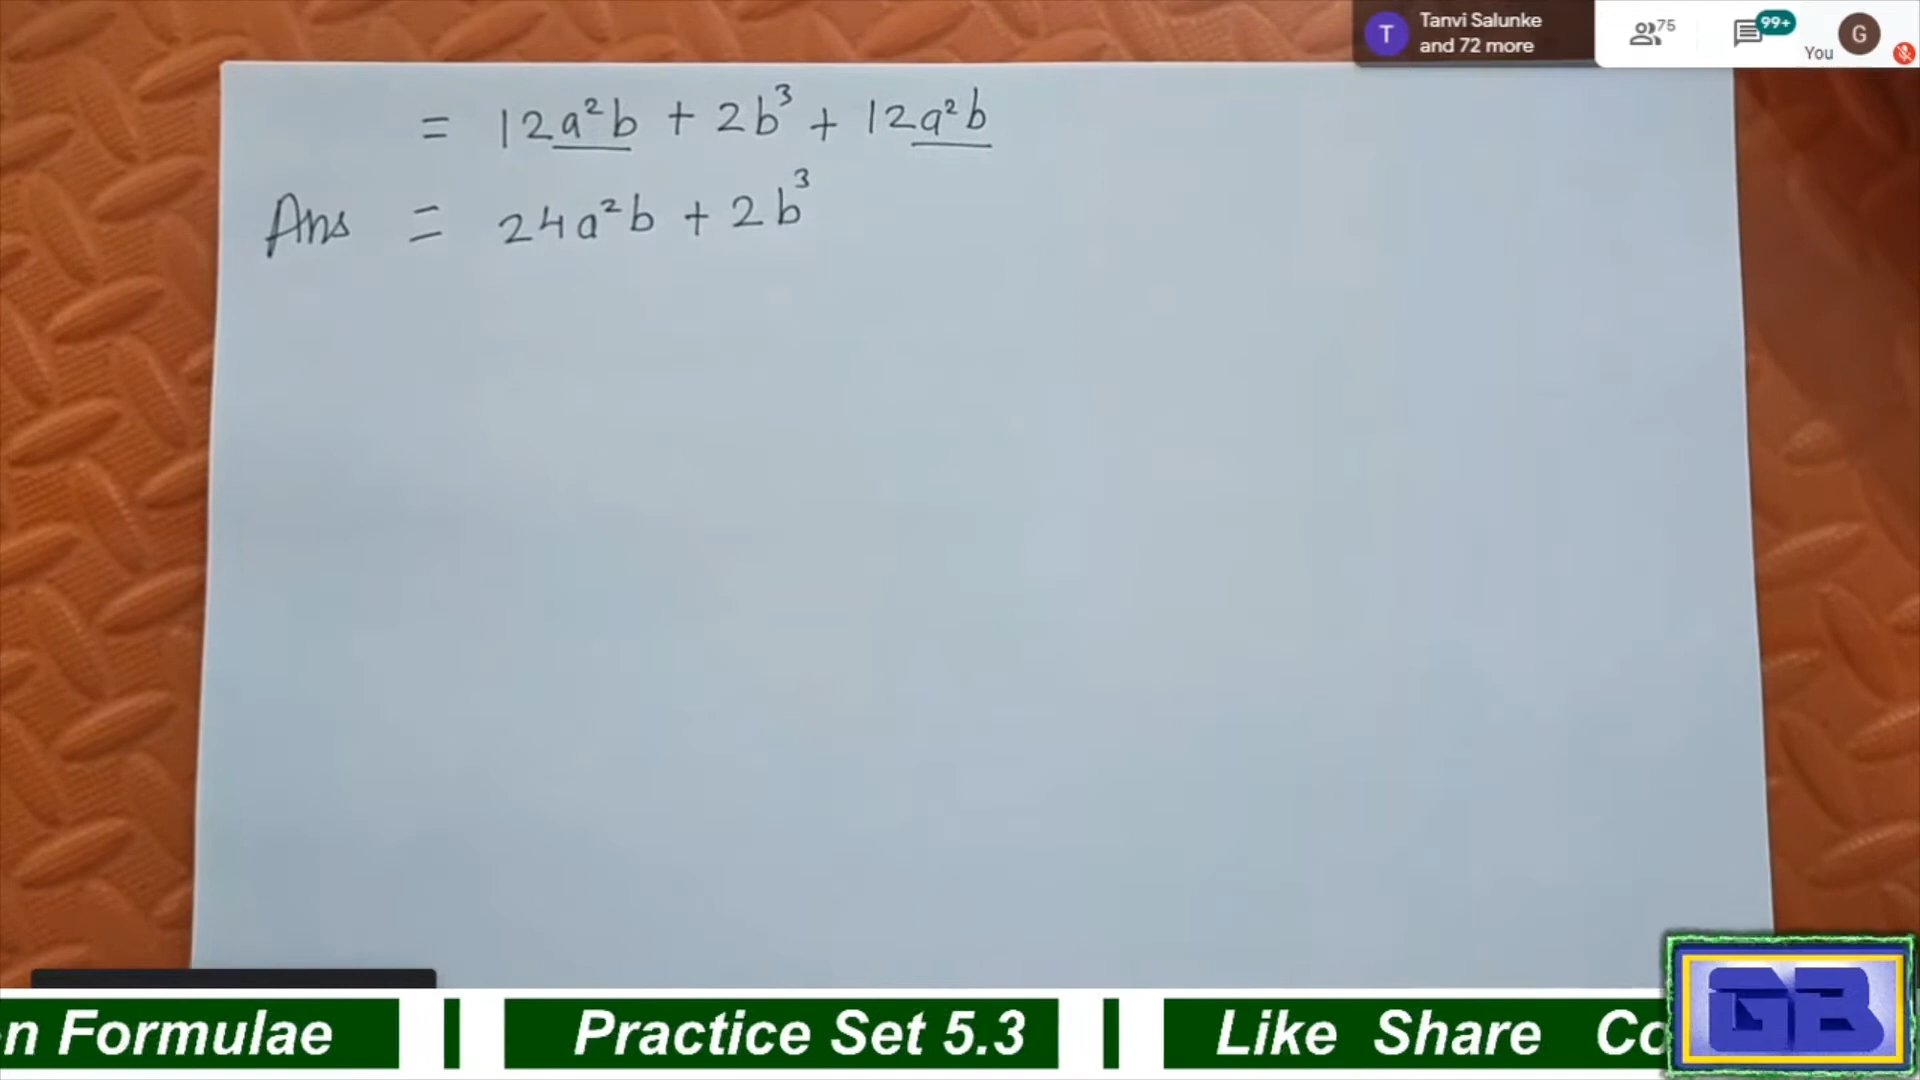 Tanvi Salunke
and 72 more
75
99+
You
T
G
= 12a²b + 2b³ + 12a²b
Ans = 24a²b + 2b³
n Formulae | Practice Set 5.3 | Like Share Co
GB